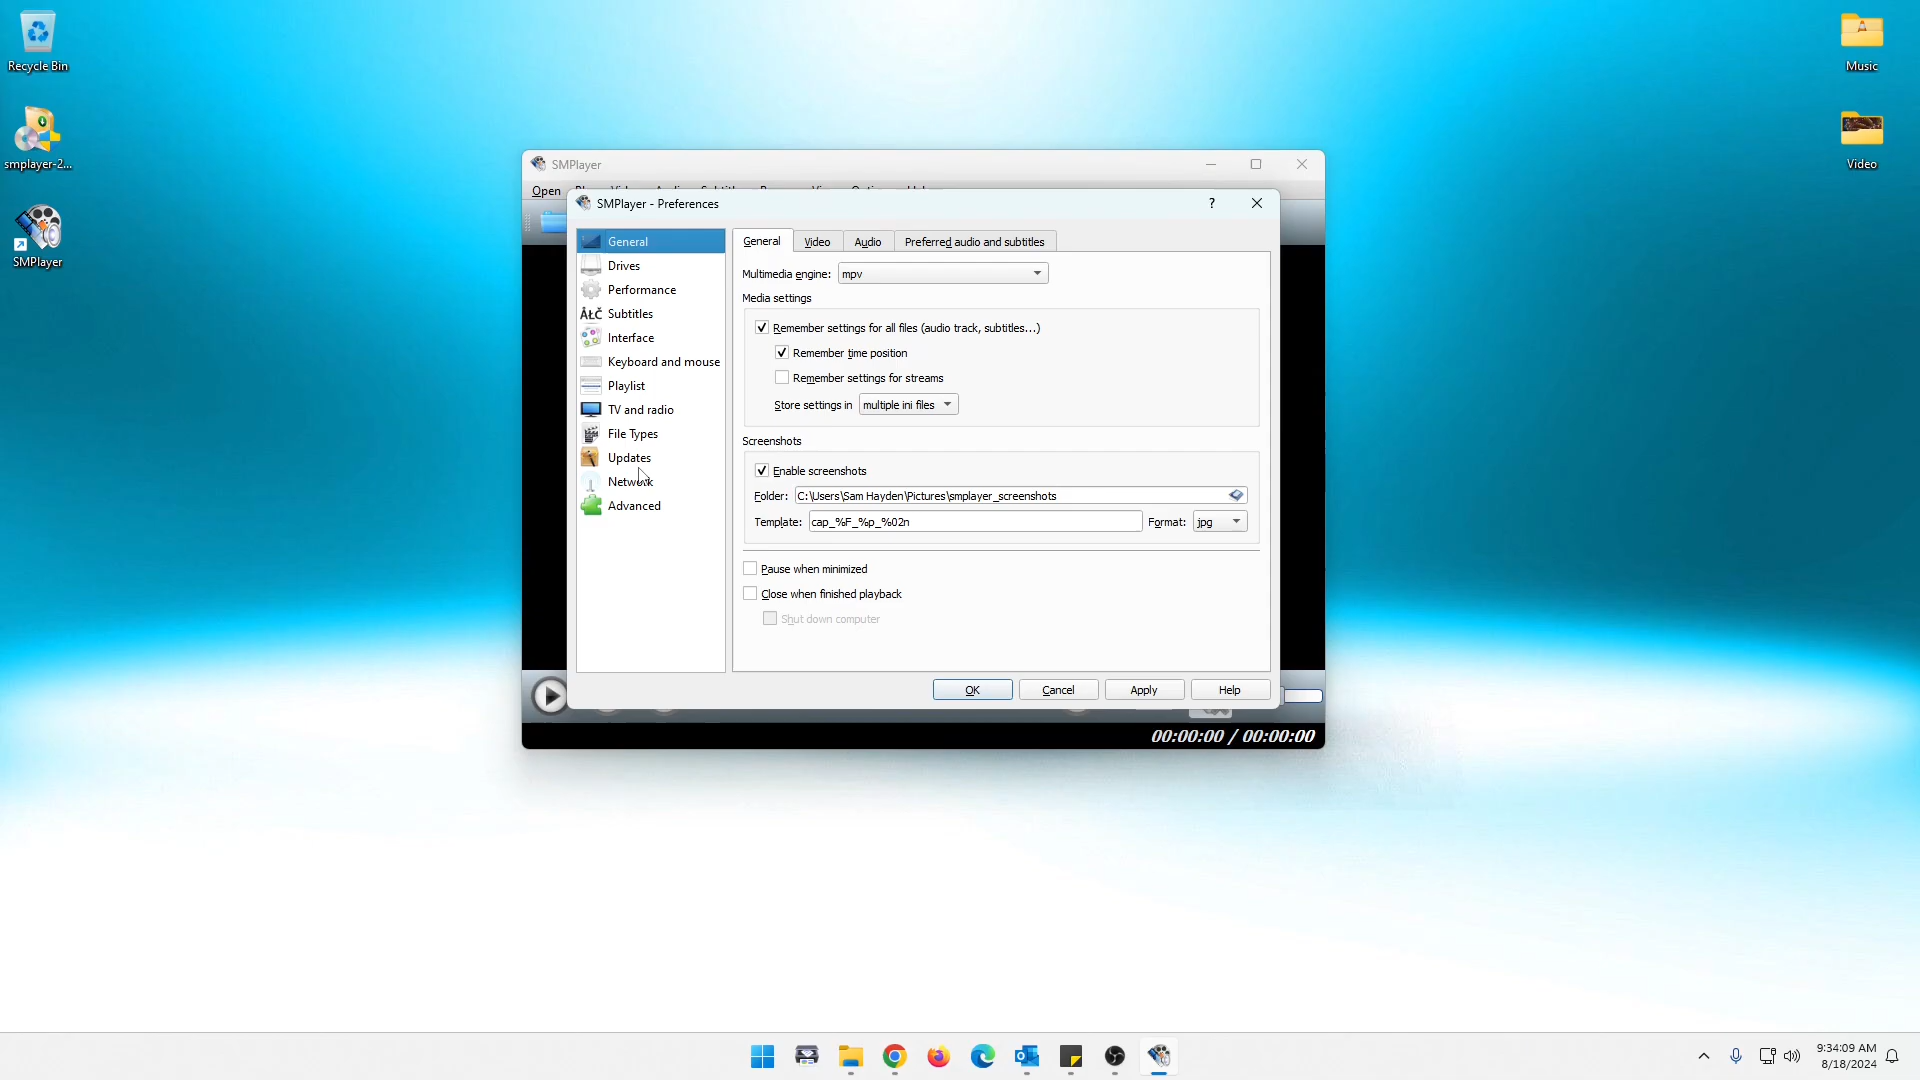 Recycle Bin
smplayer-2...
SMPlayer
Music
Video
SMPlayer
Open
SMPlayer - Preferences
?
General
Drives
Performance
Subtitles
Interface
Keyboard and mouse
Playlist
TV and radio
File Types
Updates
Network
Advanced
General Video Audio Preferred audio and subtitles
Multimedia engine: mpv
Media settings
Remember settings for all files (audio track, subtitles...)
Remember time position
Remember settings for streams
Store settings in multiple ini files
Screenshots
Enable screenshots
Folder: C:\Users\Sam Hayden\Pictures\smplayer_screenshots
Template: cap_%F_%p_%02n Format: jpg
Pause when minimized
Close when finished playback
Shut down computer
OK Cancel Apply Help
00:00:00 / 00:00:00
9:34:09 AM
8/18/2024